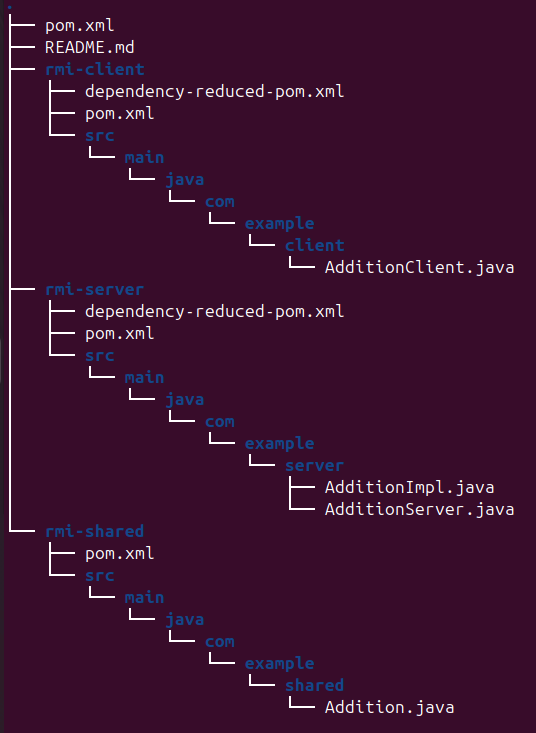 .
├── pom.xml
├── README.md
├── rmi-client
│   ├── dependency-reduced-pom.xml
│   ├── pom.xml
│   └── src
│       └── main
│           └── java
│               └── com
│                   └── example
│                       └── client
│                           └── AdditionClient.java
├── rmi-server
│   ├── dependency-reduced-pom.xml
│   ├── pom.xml
│   └── src
│       └── main
│           └── java
│               └── com
│                   └── example
│                       └── server
│                           ├── AdditionImpl.java
│                           └── AdditionServer.java
└── rmi-shared
    ├── pom.xml
    └── src
        └── main
            └── java
                └── com
                    └── example
                        └── shared
                            └── Addition.java